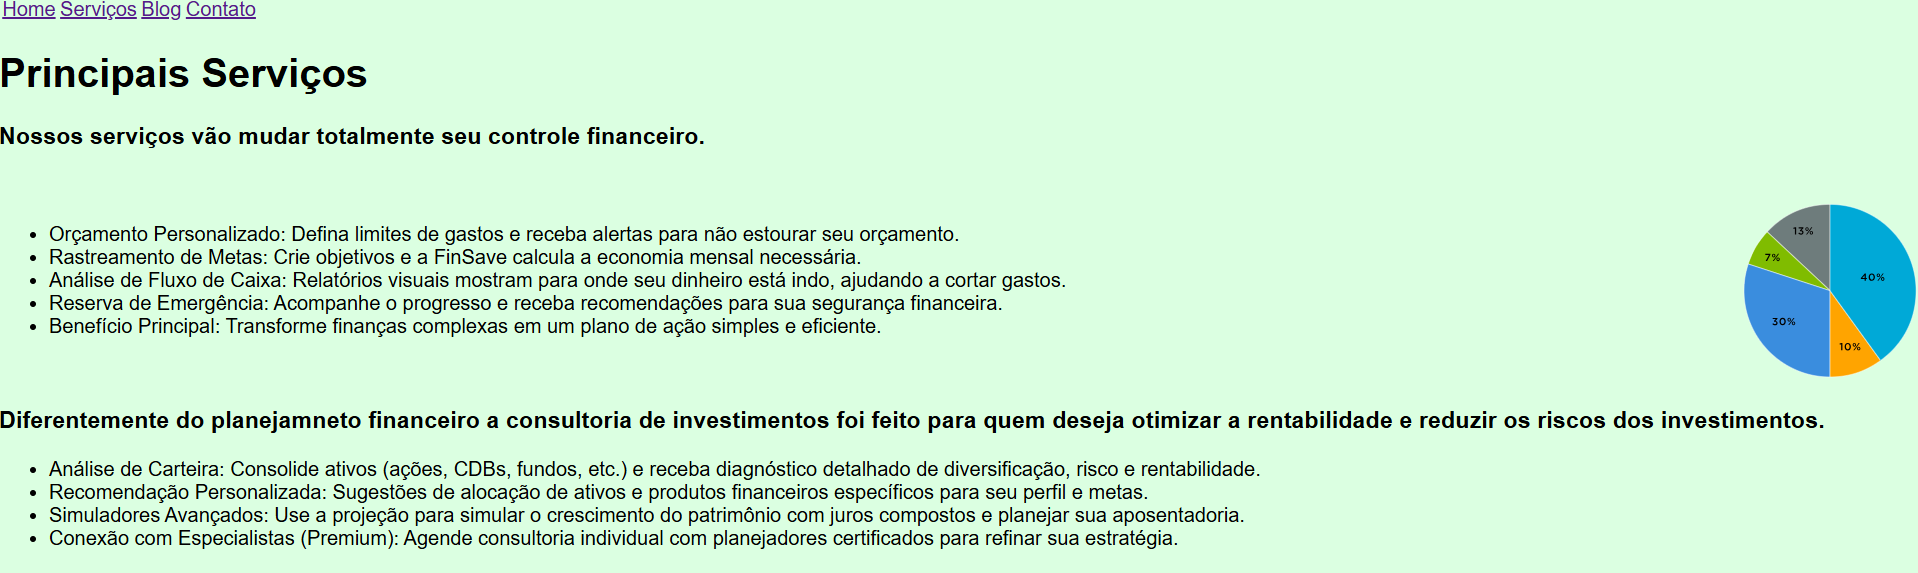 Home Serviços Blog Contato
Principais Serviços
Nossos serviços vão mudar totalmente seu controle financeiro.
Orçamento Personalizado: Defina limites de gastos e receba alertas para não estourar seu orçamento.
Rastreamento de Metas: Crie objetivos e a FinSave calcula a economia mensal necessária.
Análise de Fluxo de Caixa: Relatórios visuais mostram para onde seu dinheiro está indo, ajudando a cortar gastos.
Reserva de Emergência: Acompanhe o progresso e receba recomendações para sua segurança financeira.
Benefício Principal: Transforme finanças complexas em um plano de ação simples e eficiente.
13%
7%
40%
30%
10%
Diferentemente do planejamneto financeiro a consultoria de investimentos foi feito para quem deseja otimizar a rentabilidade e reduzir os riscos dos investimentos.
Análise de Carteira: Consolide ativos (ações, CDBs, fundos, etc.) e receba diagnóstico detalhado de diversificação, risco e rentabilidade.
Recomendação Personalizada: Sugestões de alocação de ativos e produtos financeiros específicos para seu perfil e metas.
Simuladores Avançados: Use a projeção para simular o crescimento do patrimônio com juros compostos e planejar sua aposentadoria.
Conexão com Especialistas (Premium): Agende consultoria individual com planejadores certificados para refinar sua estratégia.